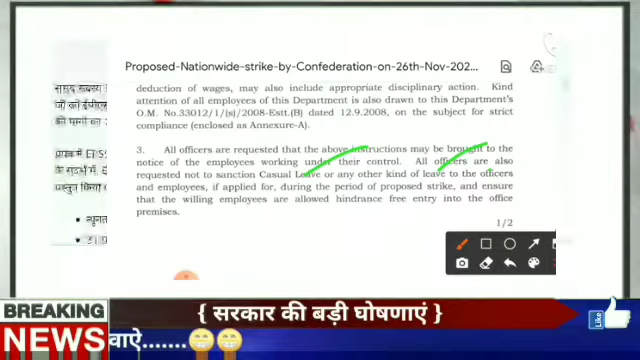 Proposed-Nationwide-strike-by-Confederation-on-26th-Nov-202...
deduction of wages, may also include appropriate disciplinary action. Kind
attention of all employees of this Department is also drawn to this Department's
O.M. No.33012/1/(s)/2008-Estt.(B) dated 12.9.2008, on the subject for strict
compliance (enclosed as Annexure-A).
3. All officers are requested that the above instructions may be brought to the
notice of the employees working under their control. All officers are also
requested not to sanction Casual Leave or any other kind of leave to the officers
and employees, if applied for, during the period of proposed strike, and ensure
that the willing employees are allowed hindrance free entry into the office
premises.
1/2
BREAKING
NEWS
{ सरकार की बड़ी घोषणाएं }
वाऐ.......😁😁
Like